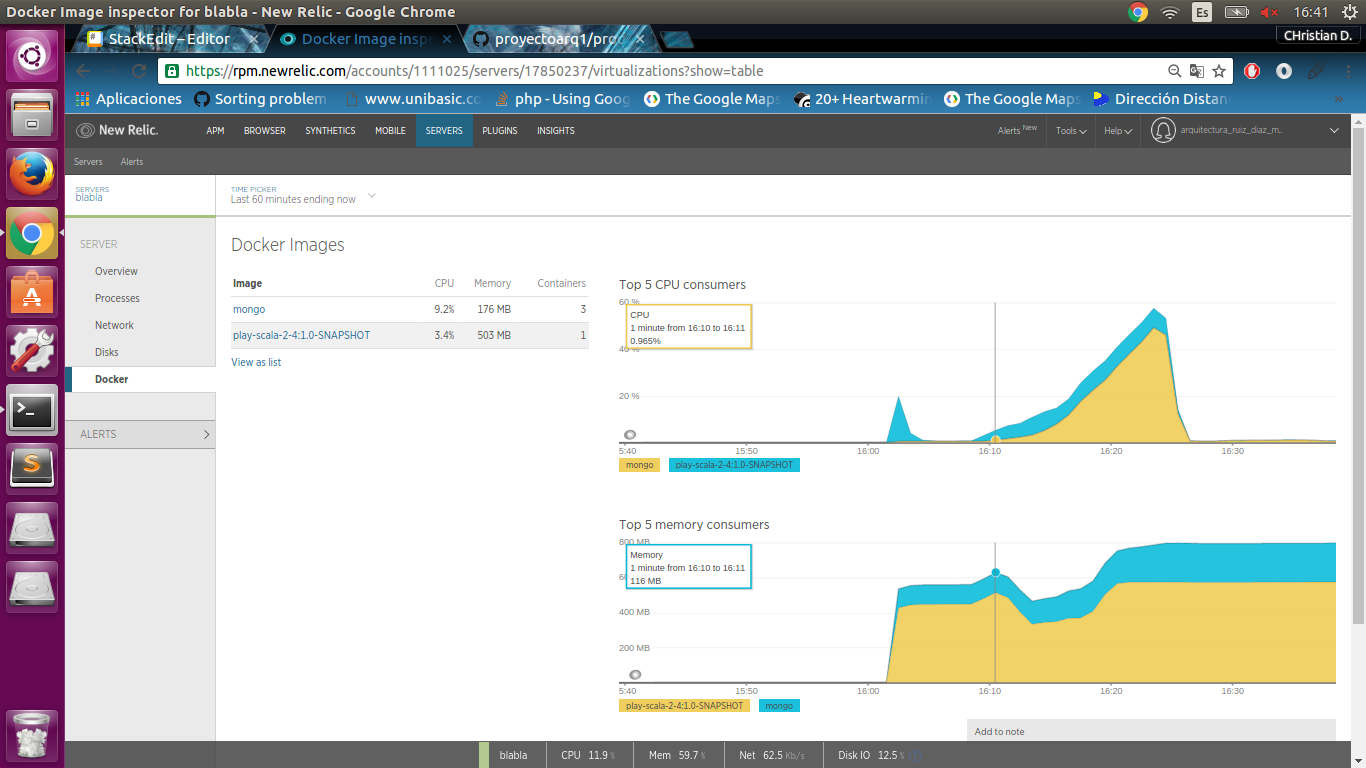 Docker Image inspector for blabla - New Relic - Google Chrome
Es
16:41
StackEdit – Editor
Docker Image insp
proyectoarq1/pro
Christian D.
https://rpm.newrelic.com/accounts/1111025/servers/17850237/virtualizations?show=table
Aplicaciones
Sorting problem
www.unibasic.co
php - Using Goog
The Google Maps
20+ Heartwarmin
The Google Maps
Dirección Distan
»
New Relic.
APM
BROWSER
SYNTHETICS
MOBILE
SERVERS
PLUGINS
INSIGHTS
Alerts New
Tools
Help
arquitectura_ruiz_diaz_m..
Servers
Alerts
SERVERS
blabla
TIME PICKER
Last 60 minutes ending now
SERVER
Overview
Processes
Network
Disks
Docker
ALERTS
Docker Images
Image CPU Memory Containers
mongo 9.2% 176 MB 3
play-scala-2-4:1.0-SNAPSHOT 3.4% 503 MB 1
View as list
Top 5 CPU consumers
60 %
CPU
1 minute from 16:10 to 16:11
0.965%
20 %
5:40 15:50 16:00 16:10 16:20 16:30
mongo play-scala-2-4:1.0-SNAPSHOT
Top 5 memory consumers
800 MB
Memory
1 minute from 16:10 to 16:11
116 MB
400 MB
200 MB
5:40 15:50 16:00 16:10 16:20 16:30
play-scala-2-4:1.0-SNAPSHOT mongo
Add to note
blabla
CPU 11.9 %
Mem 59.7 %
Net 62.5 Kb/s
Disk IO 12.5 %